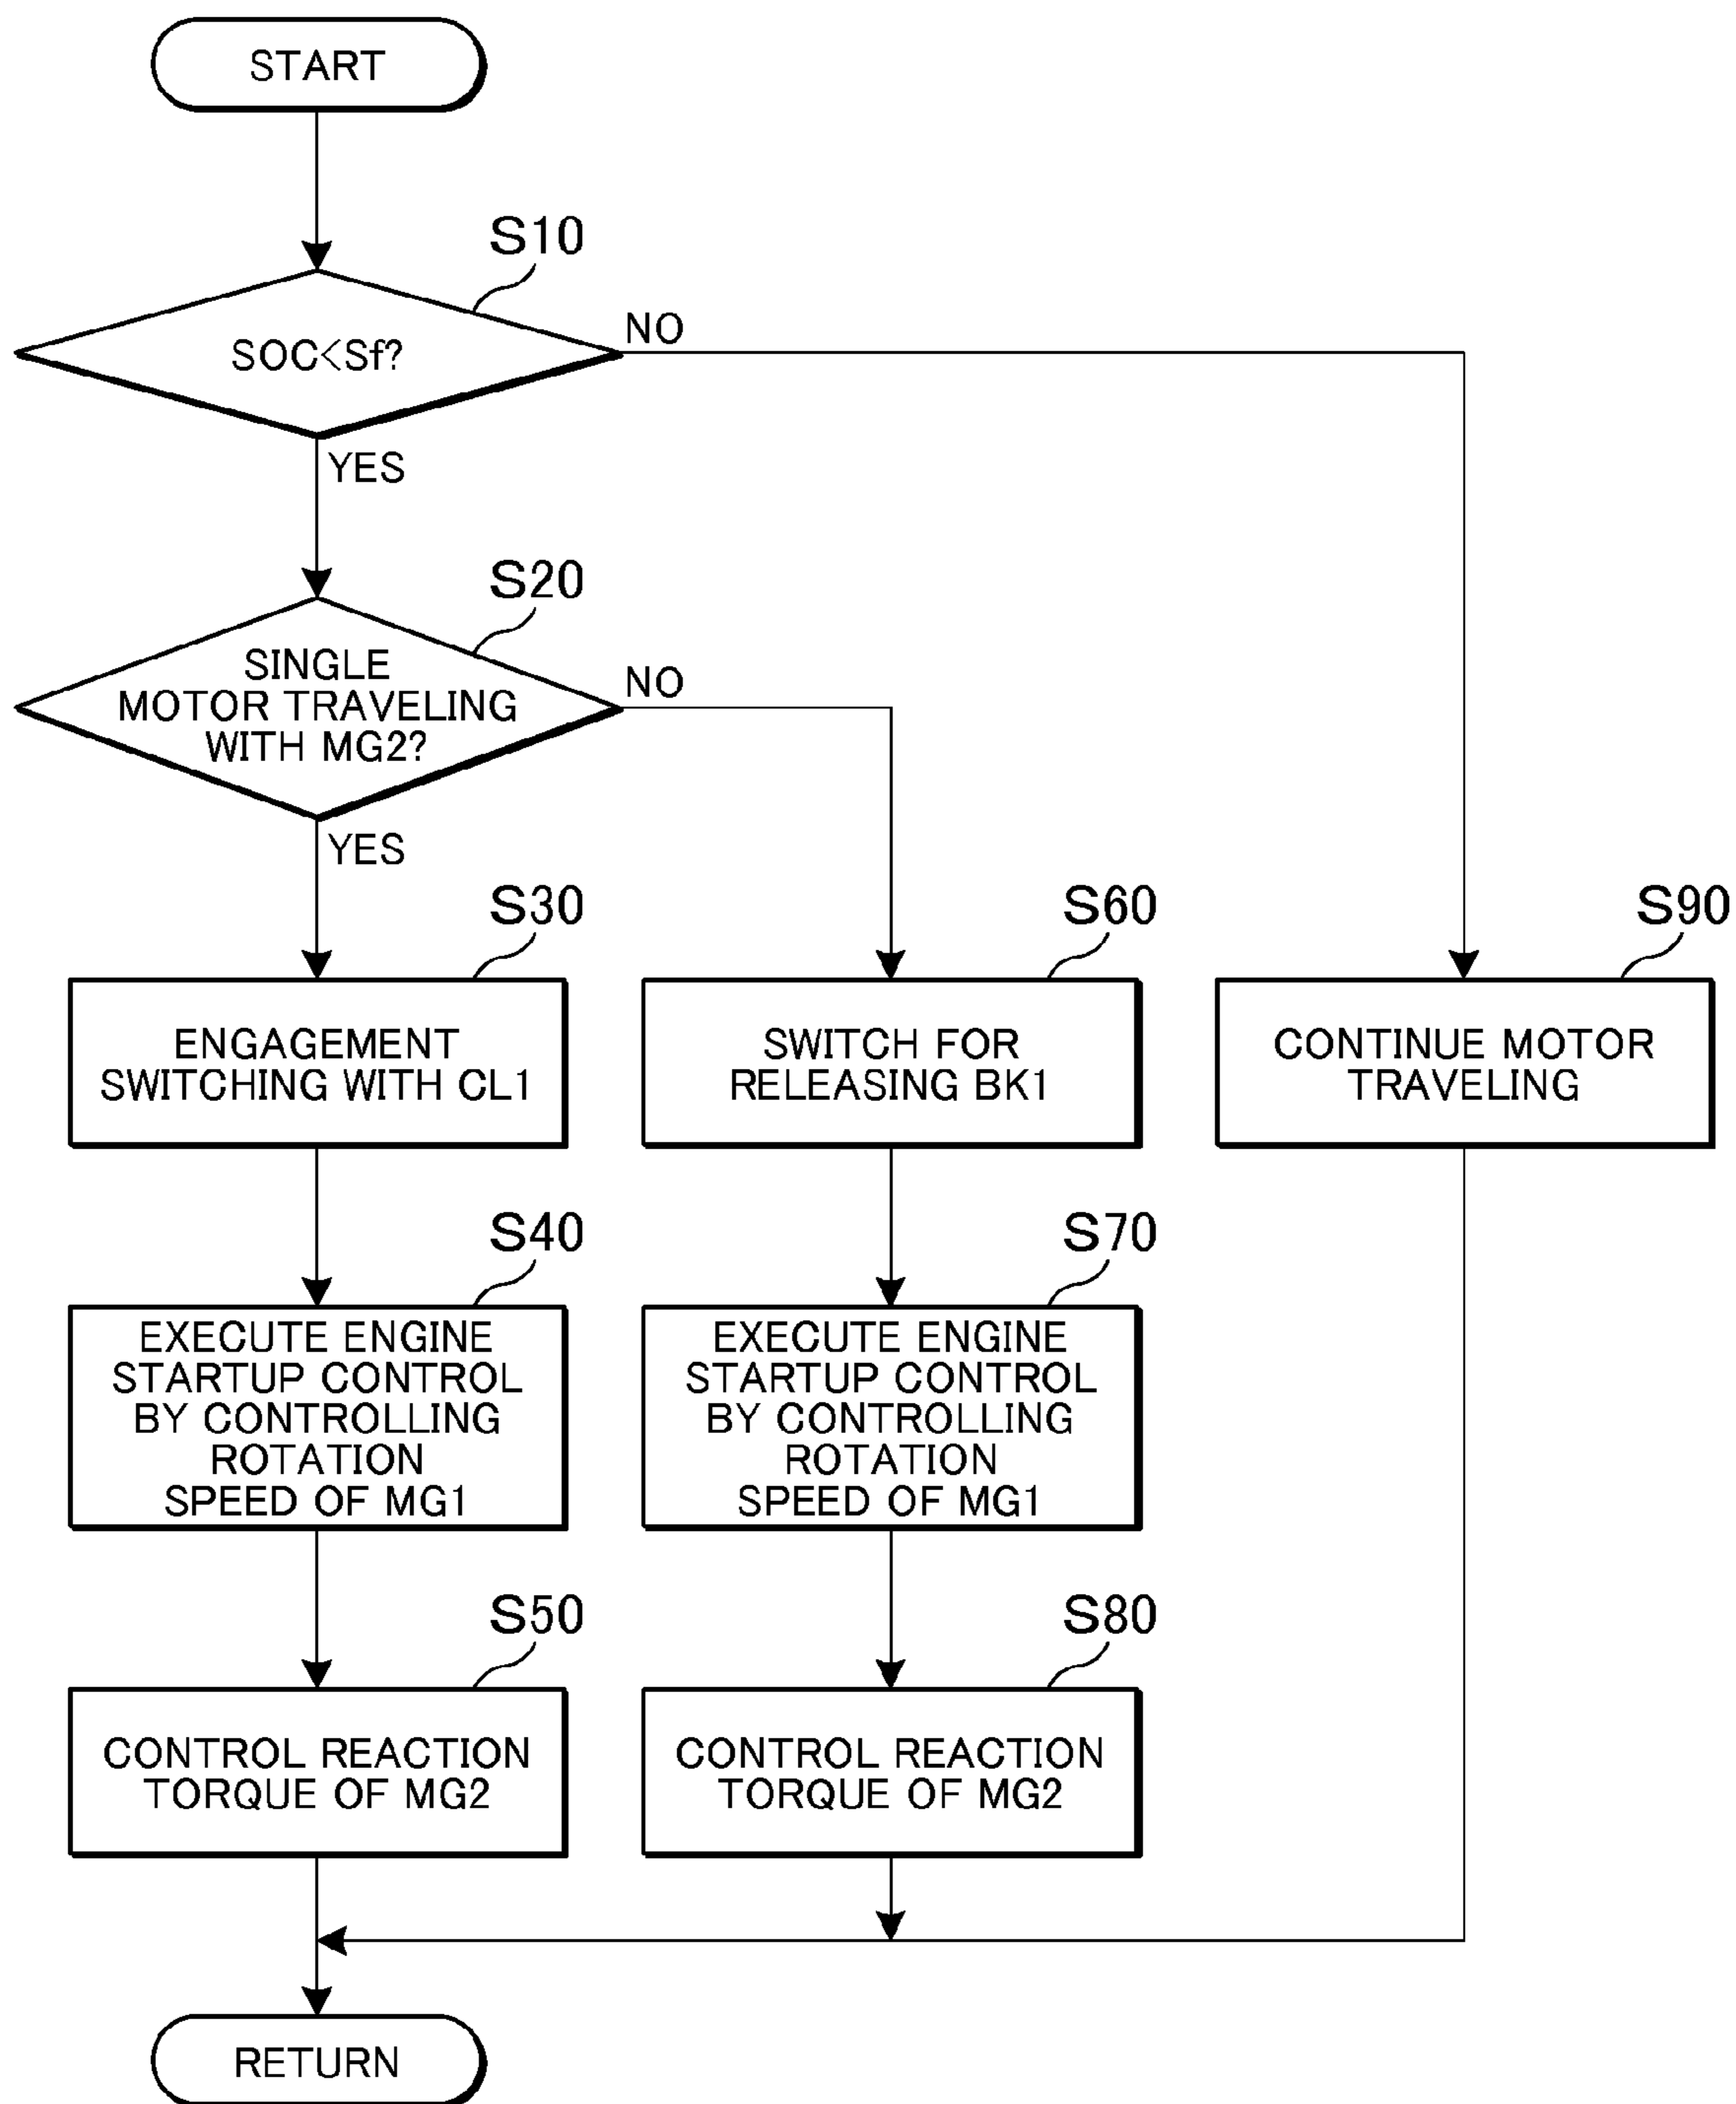 START
S10
SOC<Sf?
NO
YES
S20
SINGLE
MOTOR TRAVELING
WITH MG2?
NO
YES
S30
ENGAGEMENT
SWITCHING WITH CL1
S60
SWITCH FOR
RELEASING BK1
S90
CONTINUE MOTOR
TRAVELING
S40
EXECUTE ENGINE
STARTUP CONTROL
BY CONTROLLING
ROTATION
SPEED OF MG1
S70
EXECUTE ENGINE
STARTUP CONTROL
BY CONTROLLING
ROTATION
SPEED OF MG1
S50
CONTROL REACTION
TORQUE OF MG2
S80
CONTROL REACTION
TORQUE OF MG2
RETURN